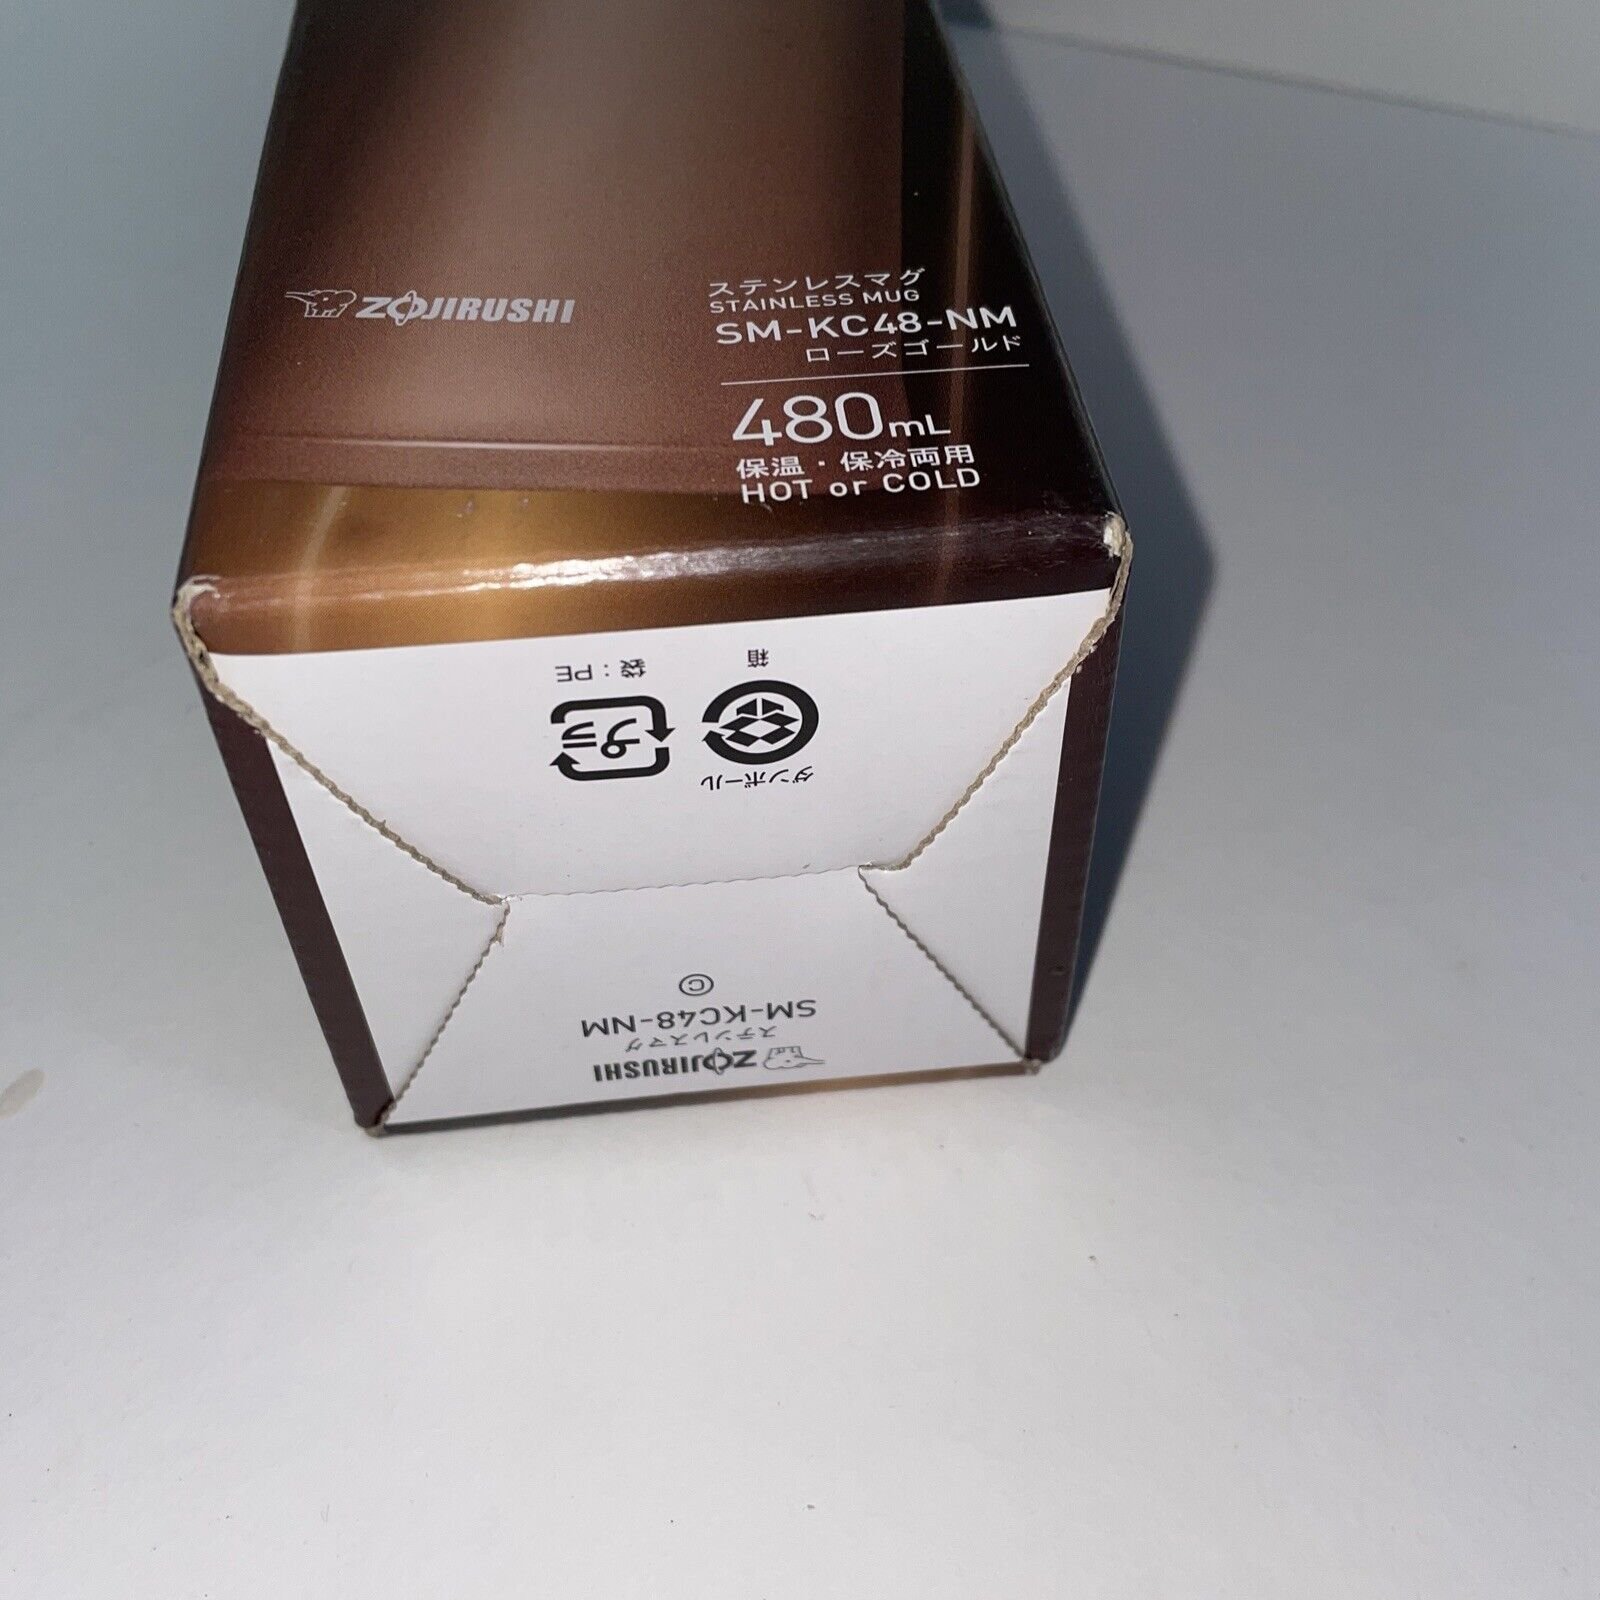 ZOJIRUSHI
ステンレスマグ
STAINLESS MUG
SM-KC48-NM
ローズゴールド
480mL
保温・保冷両用
HOT or COLD
ZOJIRUSHI
ステンレスマグ
SM-KC48-NM
Ⓒ
ダンボール
箱
プラ
袋：PE